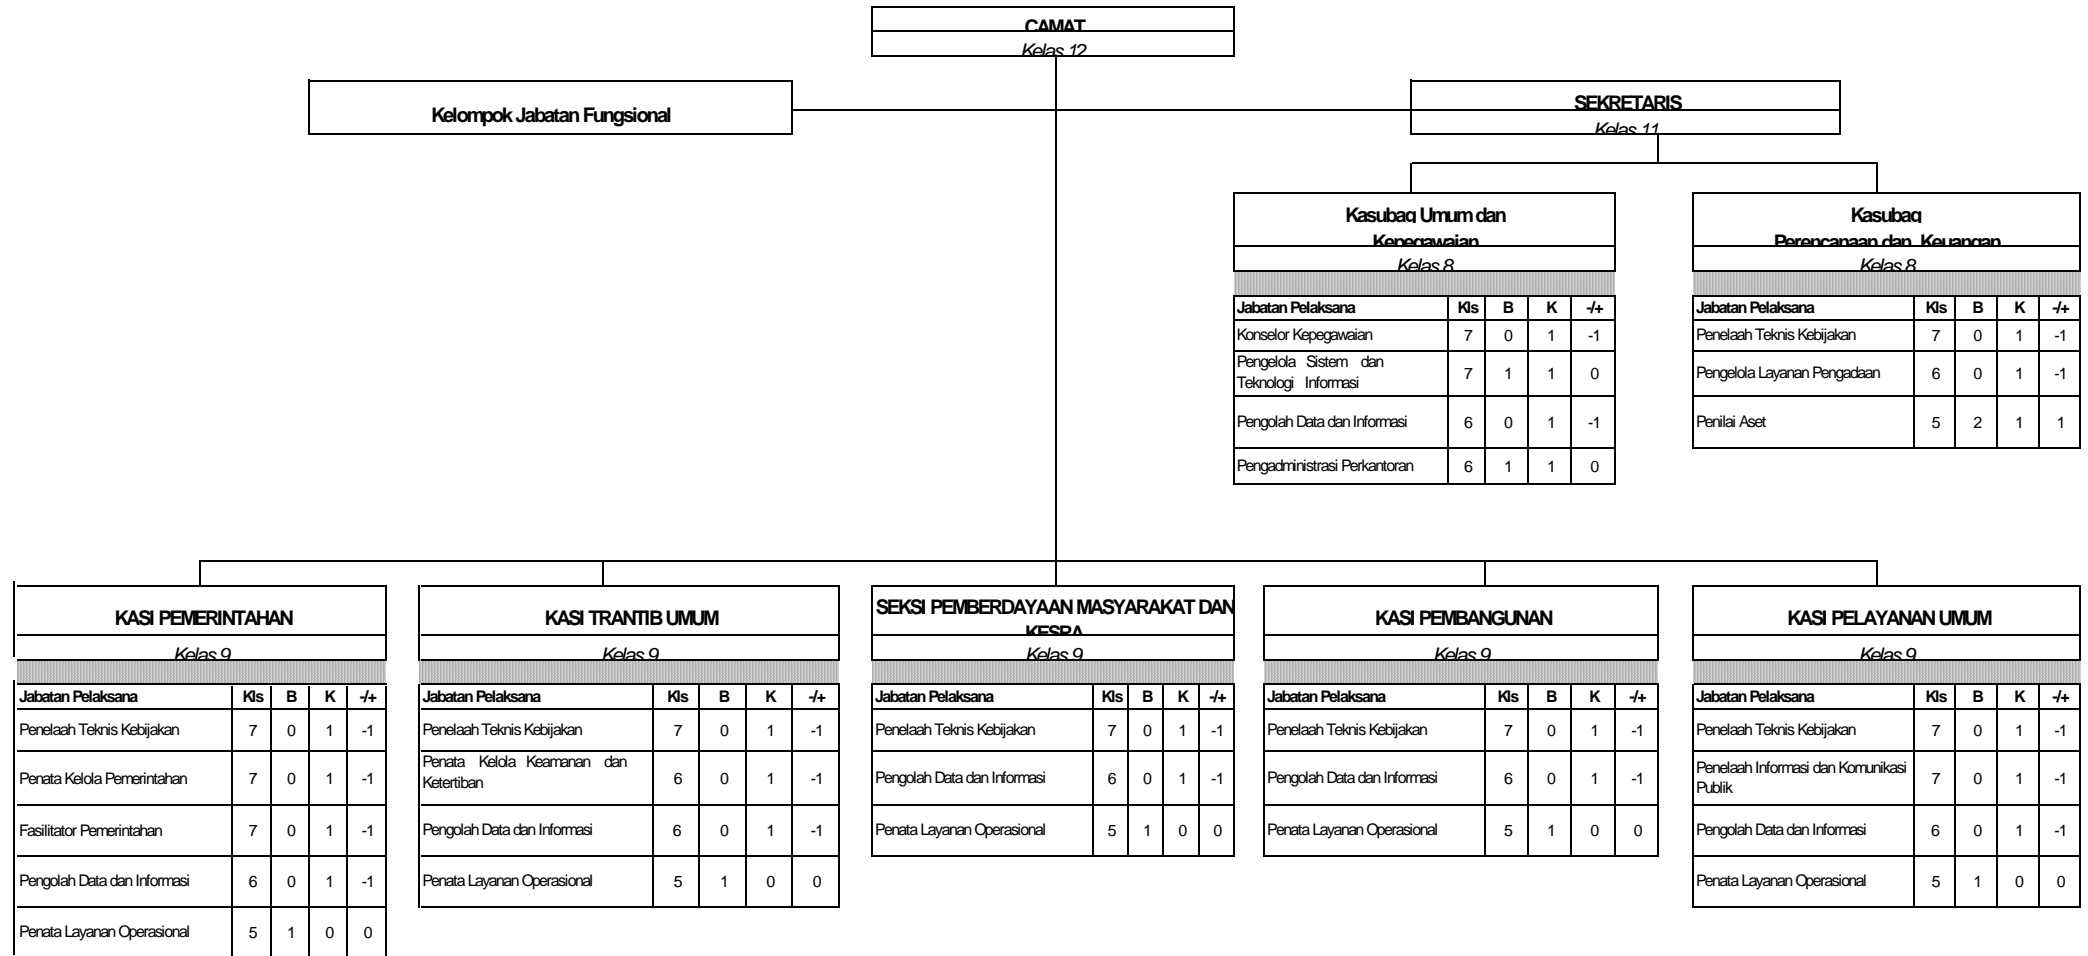 CAMAT
Kelas 12
Kelompok Jabatan Fungsional
SEKRETARIS
Kelas 11
Kasubag Umum dan
Kepegawaian
Kelas 8
Jabatan Pelaksana Kls B K -/+
Konselor Kepegawaian 7 0 1 -1
Pengelola Sistem dan
Teknologi Informasi 7 1 1 0
Pengolah Data dan Informasi 6 0 1 -1
Pengadministrasi Perkantoran 6 1 1 0
Kasubag
Perencanaan dan Keuangan
Kelas 8
Jabatan Pelaksana Kls B K -/+
Penelaah Teknis Kebijakan 7 0 1 -1
Pengelola Layanan Pengadaan 6 0 1 -1
Penilai Aset 5 2 1 1
KASI PEMERINTAHAN
Kelas 9
Jabatan Pelaksana Kls B K -/+
Penelaah Teknis Kebijakan 7 0 1 -1
Penata Kelola Pemerintahan 7 0 1 -1
Fasilitator Pemerintahan 7 0 1 -1
Pengolah Data dan Informasi 6 0 1 -1
Penata Layanan Operasional 5 1 0 0
KASI TRANTIB UMUM
Kelas 9
Jabatan Pelaksana Kls B K -/+
Penelaah Teknis Kebijakan 7 0 1 -1
Penata Kelola Keamanan dan
Ketertiban 6 0 1 -1
Pengolah Data dan Informasi 6 0 1 -1
Penata Layanan Operasional 5 1 0 0
SEKSI PEMBERDAYAAN MASYARAKAT DAN
KESRA
Kelas 9
Jabatan Pelaksana Kls B K -/+
Penelaah Teknis Kebijakan 7 0 1 -1
Pengolah Data dan Informasi 6 0 1 -1
Penata Layanan Operasional 5 1 0 0
KASI PEMBANGUNAN
Kelas 9
Jabatan Pelaksana Kls B K -/+
Penelaah Teknis Kebijakan 7 0 1 -1
Pengolah Data dan Informasi 6 0 1 -1
Penata Layanan Operasional 5 1 0 0
KASI PELAYANAN UMUM
Kelas 9
Jabatan Pelaksana Kls B K -/+
Penelaah Teknis Kebijakan 7 0 1 -1
Penelaah Informasi dan Komunikasi
Publik 7 0 1 -1
Pengolah Data dan Informasi 6 0 1 -1
Penata Layanan Operasional 5 1 0 0